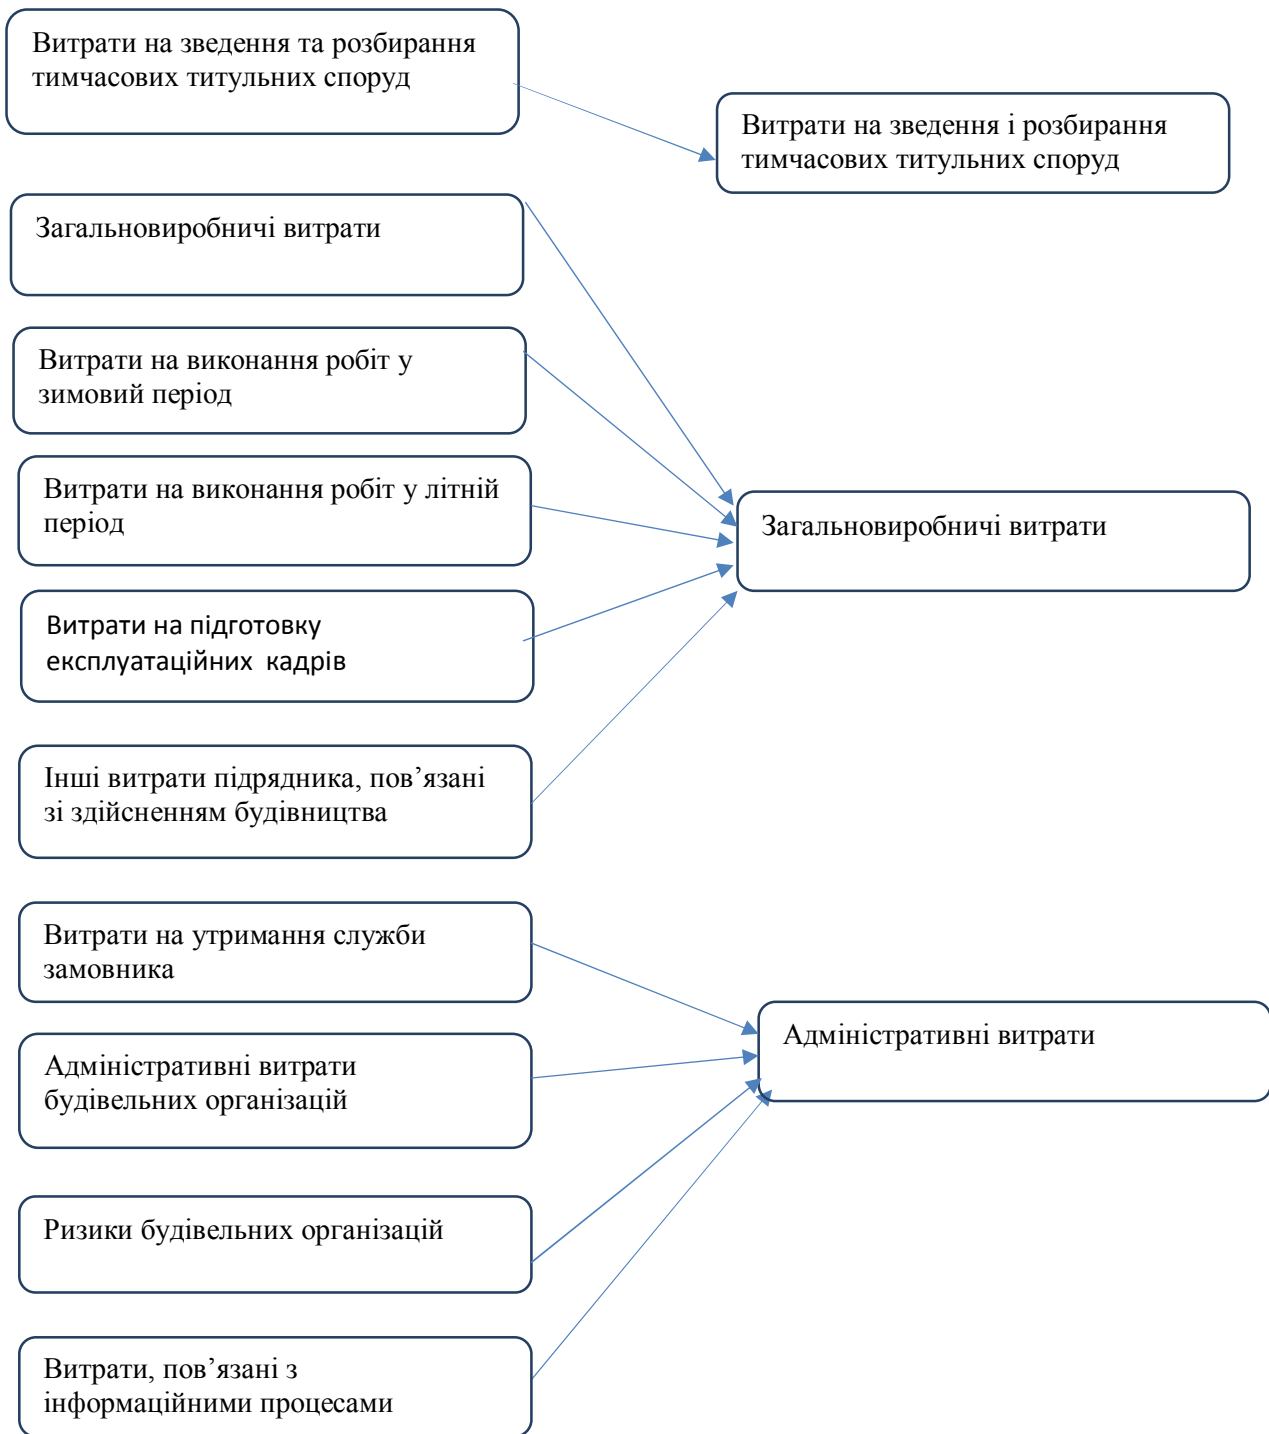 Витрати на зведення та розбирання
тимчасових титульних споруд
Витрати на зведення і розбирання
тимчасових титульних споруд
Загальновиробничі витрати
Витрати на виконання робіт у
зимовий період
Витрати на виконання робіт у літній
період
Загальновиробничі витрати
Витрати на підготовку
експлуатаційних  кадрів
Інші витрати підрядника, пов’язані
зі здійсненням будівництва
Витрати на утримання служби
замовника
Адміністративні витрати
Адміністративні витрати
будівельних організацій
Ризики будівельних організацій
Витрати, пов’язані з
інформаційними процесами